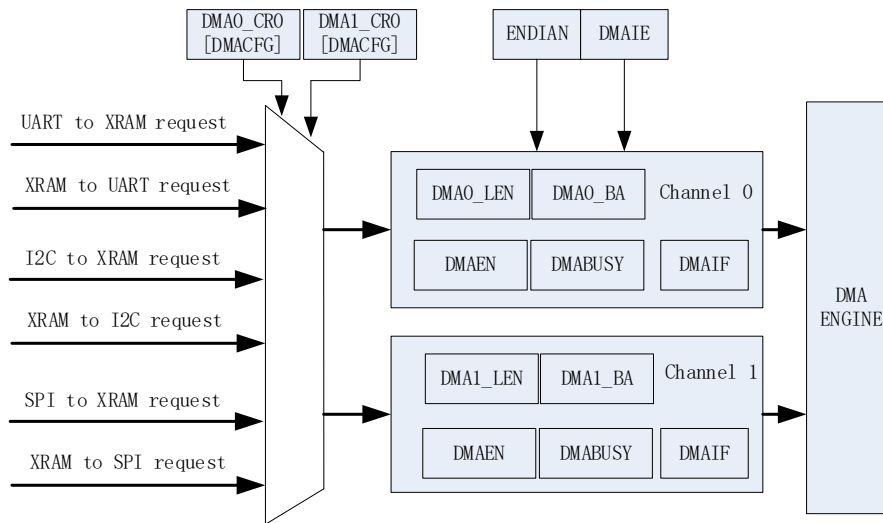 DMA0_CR0
[DMACFG]
DMA1_CR0
[DMACFG]
ENDIAN
DMAIE
UART to XRAM request
XRAM to UART request
I2C to XRAM request
XRAM to I2C request
SPI to XRAM request
XRAM to SPI request
DMA0_LEN
DMA0_BA
Channel 0
DMAEN
DMABUSY
DMAIF
DMA1_LEN
DMA1_BA
Channel 1
DMAEN
DMABUSY
DMAIF
DMA
ENGINE